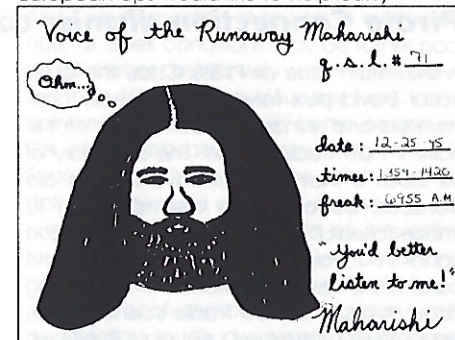 Voice of the Runaway Maharishi
q. s. l. # 71
Ohm...
date: 12-25-95
times: 1354-1426
freak: 6955 A.M
"You'd better
listen to me!"
Maharishi